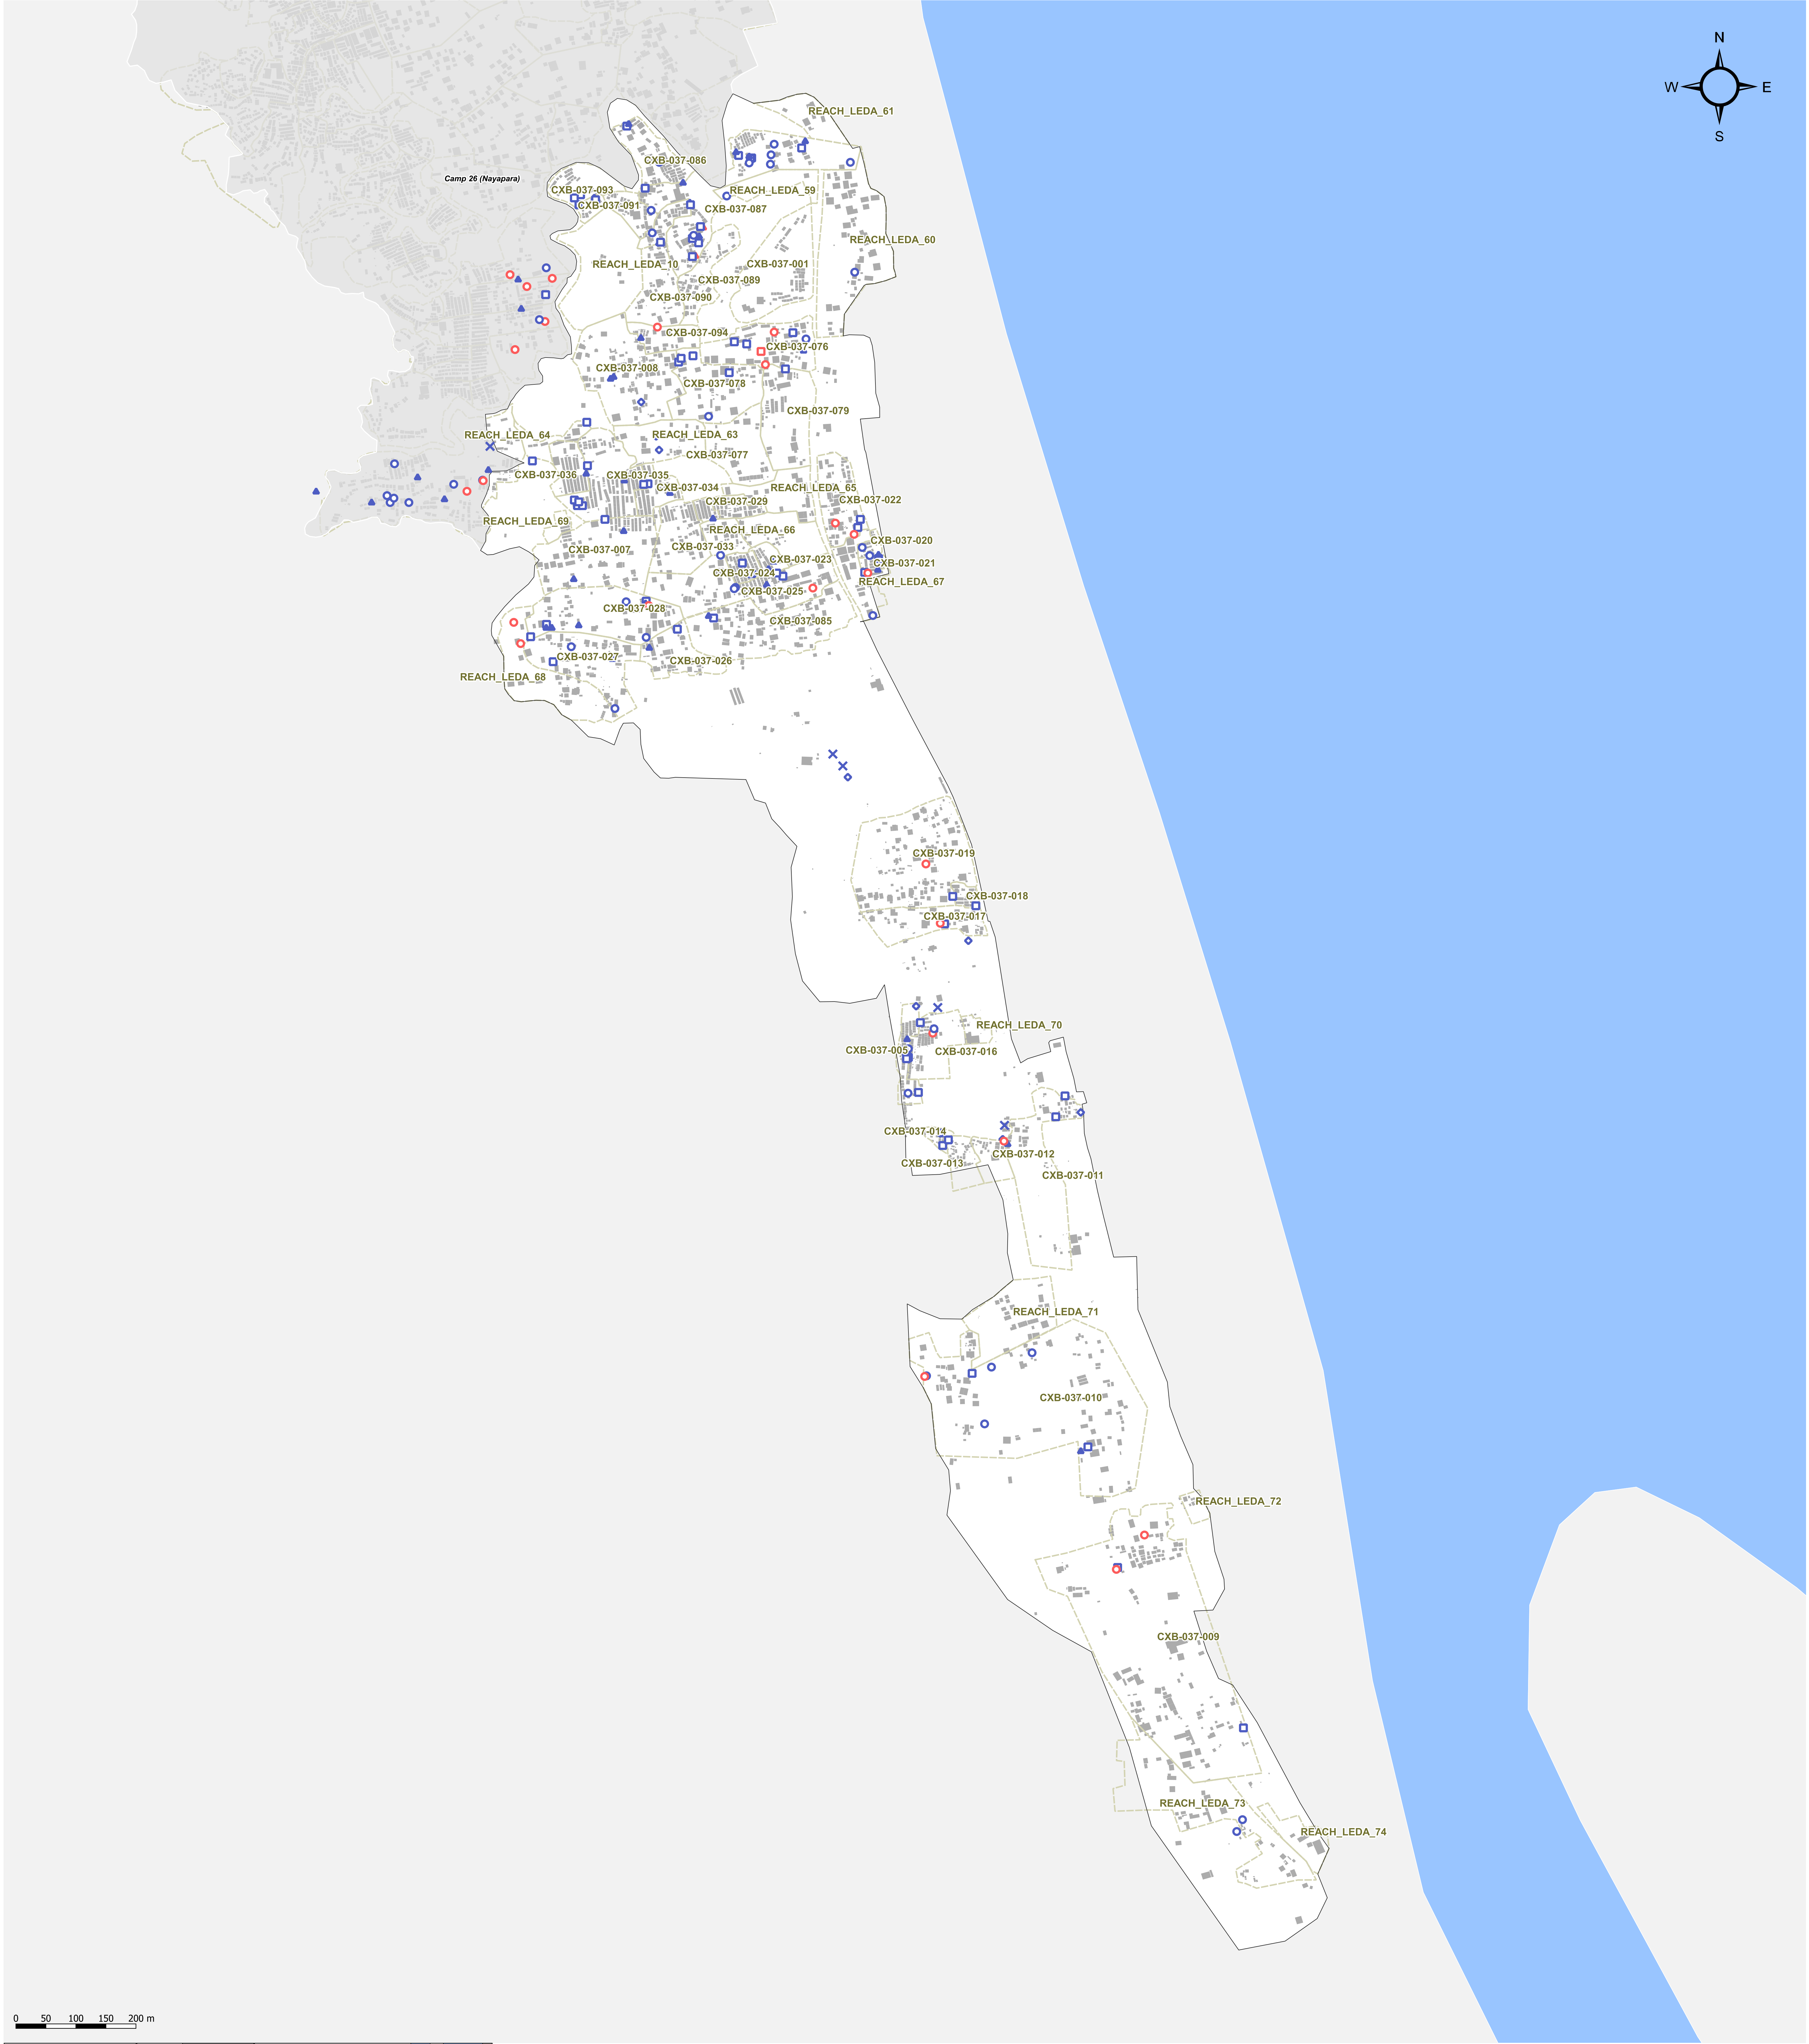 N
W E
S
REACH_LEDA_61
CXB-037-086
Camp 26 (Nayapara)
CXB-037-093
REACH_LEDA_59
CXB-037-091
CXB-037-087
REACH_LEDA_60
REACH_LEDA_10
CXB-037-001
CXB-037-089
CXB-037-090
CXB-037-094
CXB-037-076
CXB-037-008
CXB-037-078
CXB-037-079
REACH_LEDA_64
REACH_LEDA_63
CXB-037-077
CXB-037-036
CXB-037-035
CXB-037-034
REACH_LEDA_65
CXB-037-022
CXB-037-029
REACH_LEDA_69
REACH_LEDA_66
CXB-037-020
CXB-037-007
CXB-037-033
CXB-037-023
CXB-037-021
CXB-037-024
REACH_LEDA_67
CXB-037-025
CXB-037-028
CXB-037-085
CXB-037-027
CXB-037-026
REACH_LEDA_68
CXB-037-019
CXB-037-018
CXB-037-017
REACH_LEDA_70
CXB-037-005
CXB-037-016
CXB-037-014
CXB-037-012
CXB-037-013
CXB-037-011
REACH_LEDA_71
CXB-037-010
REACH_LEDA_72
CXB-037-009
REACH_LEDA_73
REACH_LEDA_74
0 50 100 150 200 m